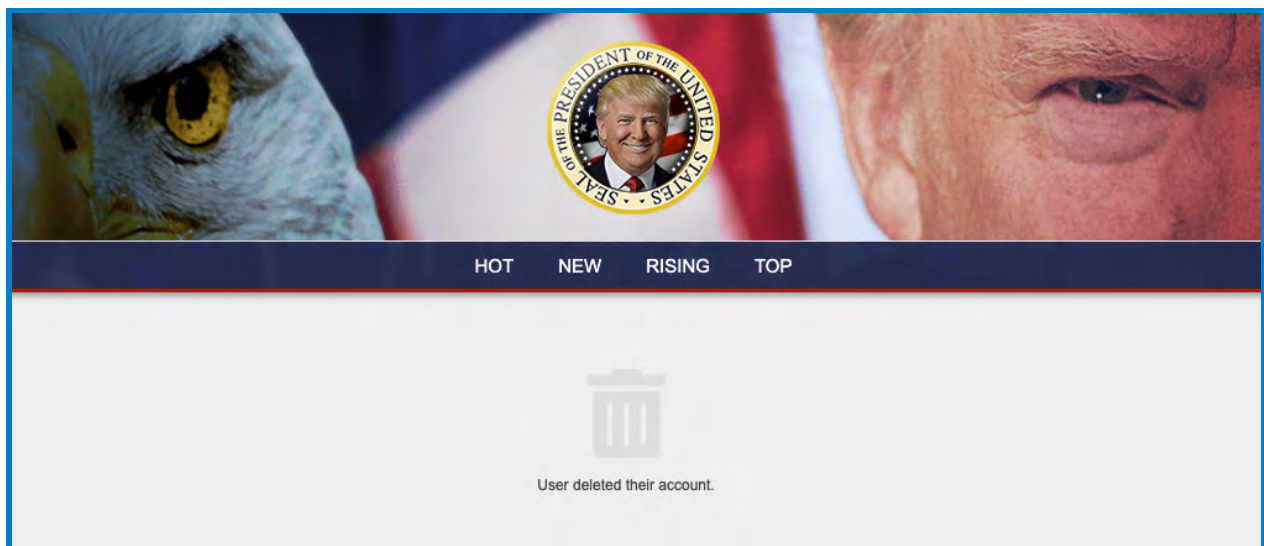 SEAL OF THE PRESIDENT OF THE UNITED STATES
HOT NEW RISING TOP
User deleted their account.